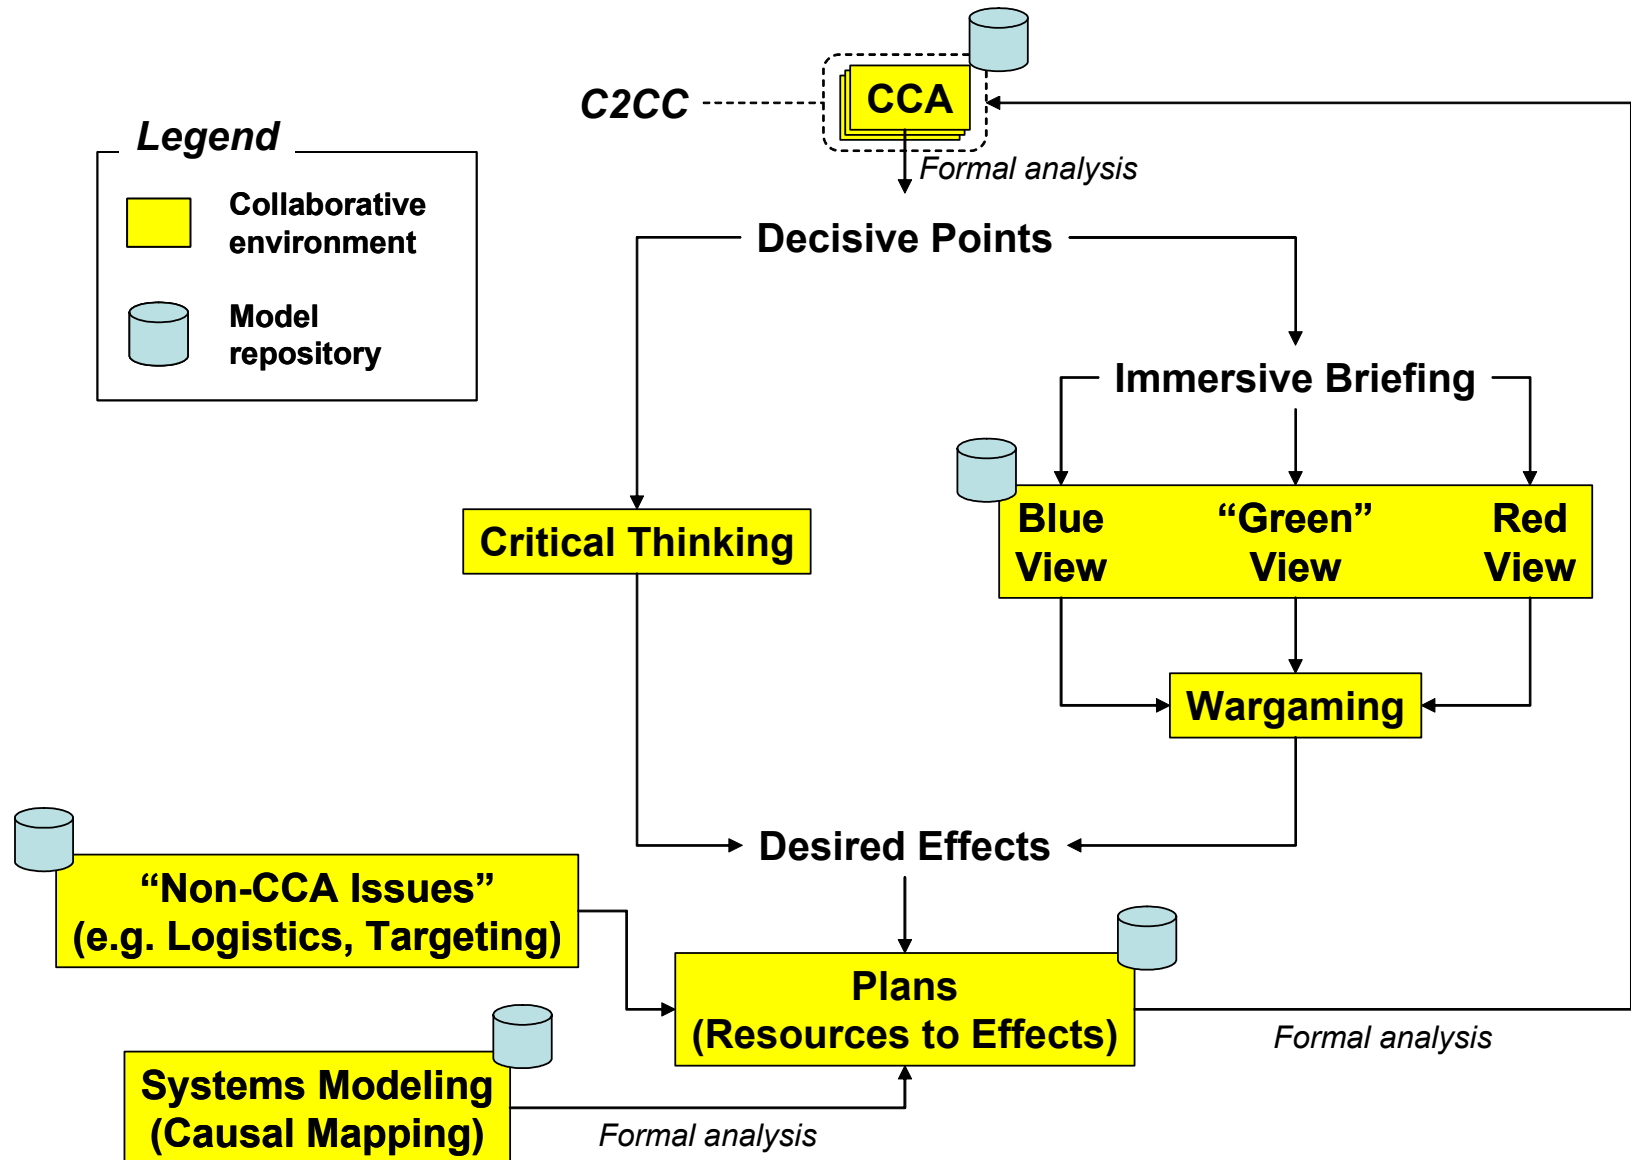 CCA
C2CC
Formal analysis
Legend
Collaborative
environment
Model
repository
Decisive Points
Immersive Briefing
Blue
View
“Green”
View
Red
View
Critical Thinking
Wargaming
Desired Effects
“Non-CCA Issues”
(e.g. Logistics, Targeting)
Plans
(Resources to Effects)
Formal analysis
Systems Modeling
(Causal Mapping)
Formal analysis